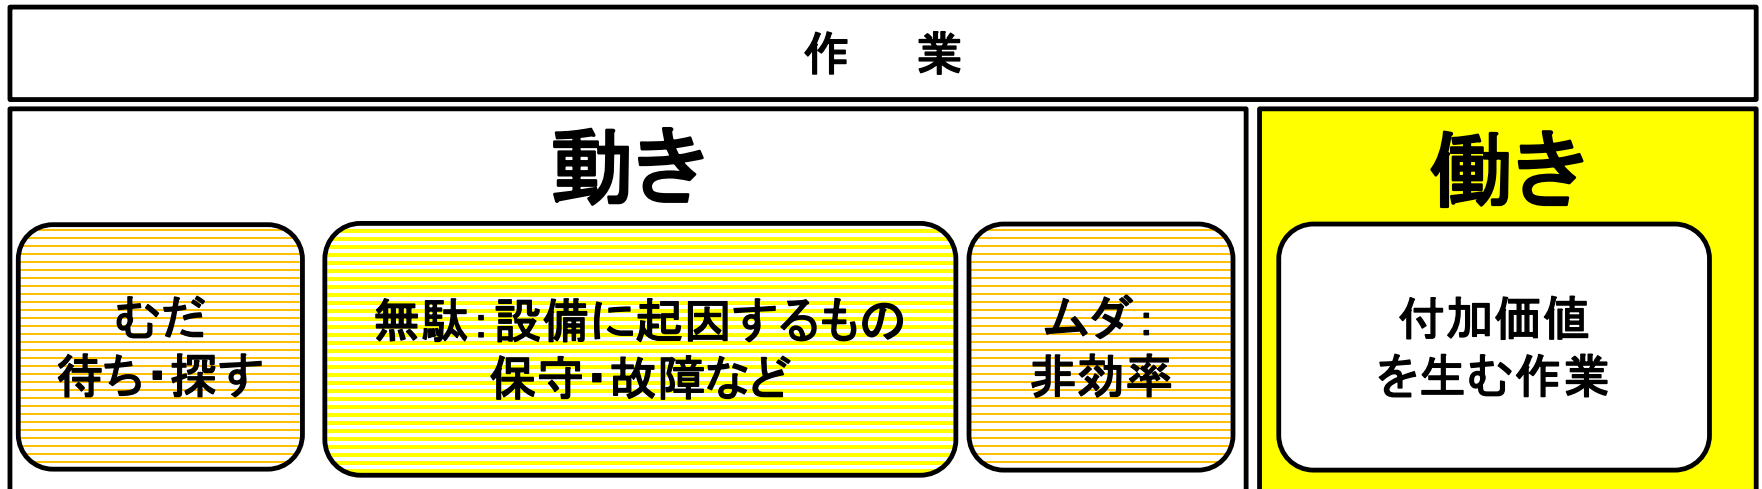 作　業
動き
働き
むだ
待ち・探す
無駄：設備に起因するもの
保守・故障など
ムダ：
非効率
付加価値
を生む作業